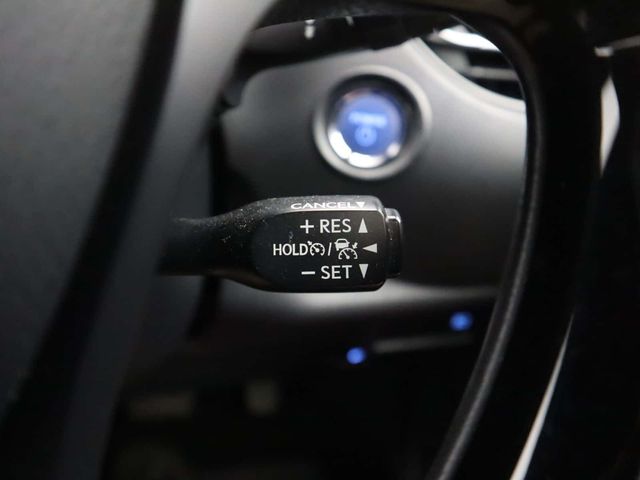 CANCEL▼
+ RES ▲
HOLD / ◀
− SET ▼